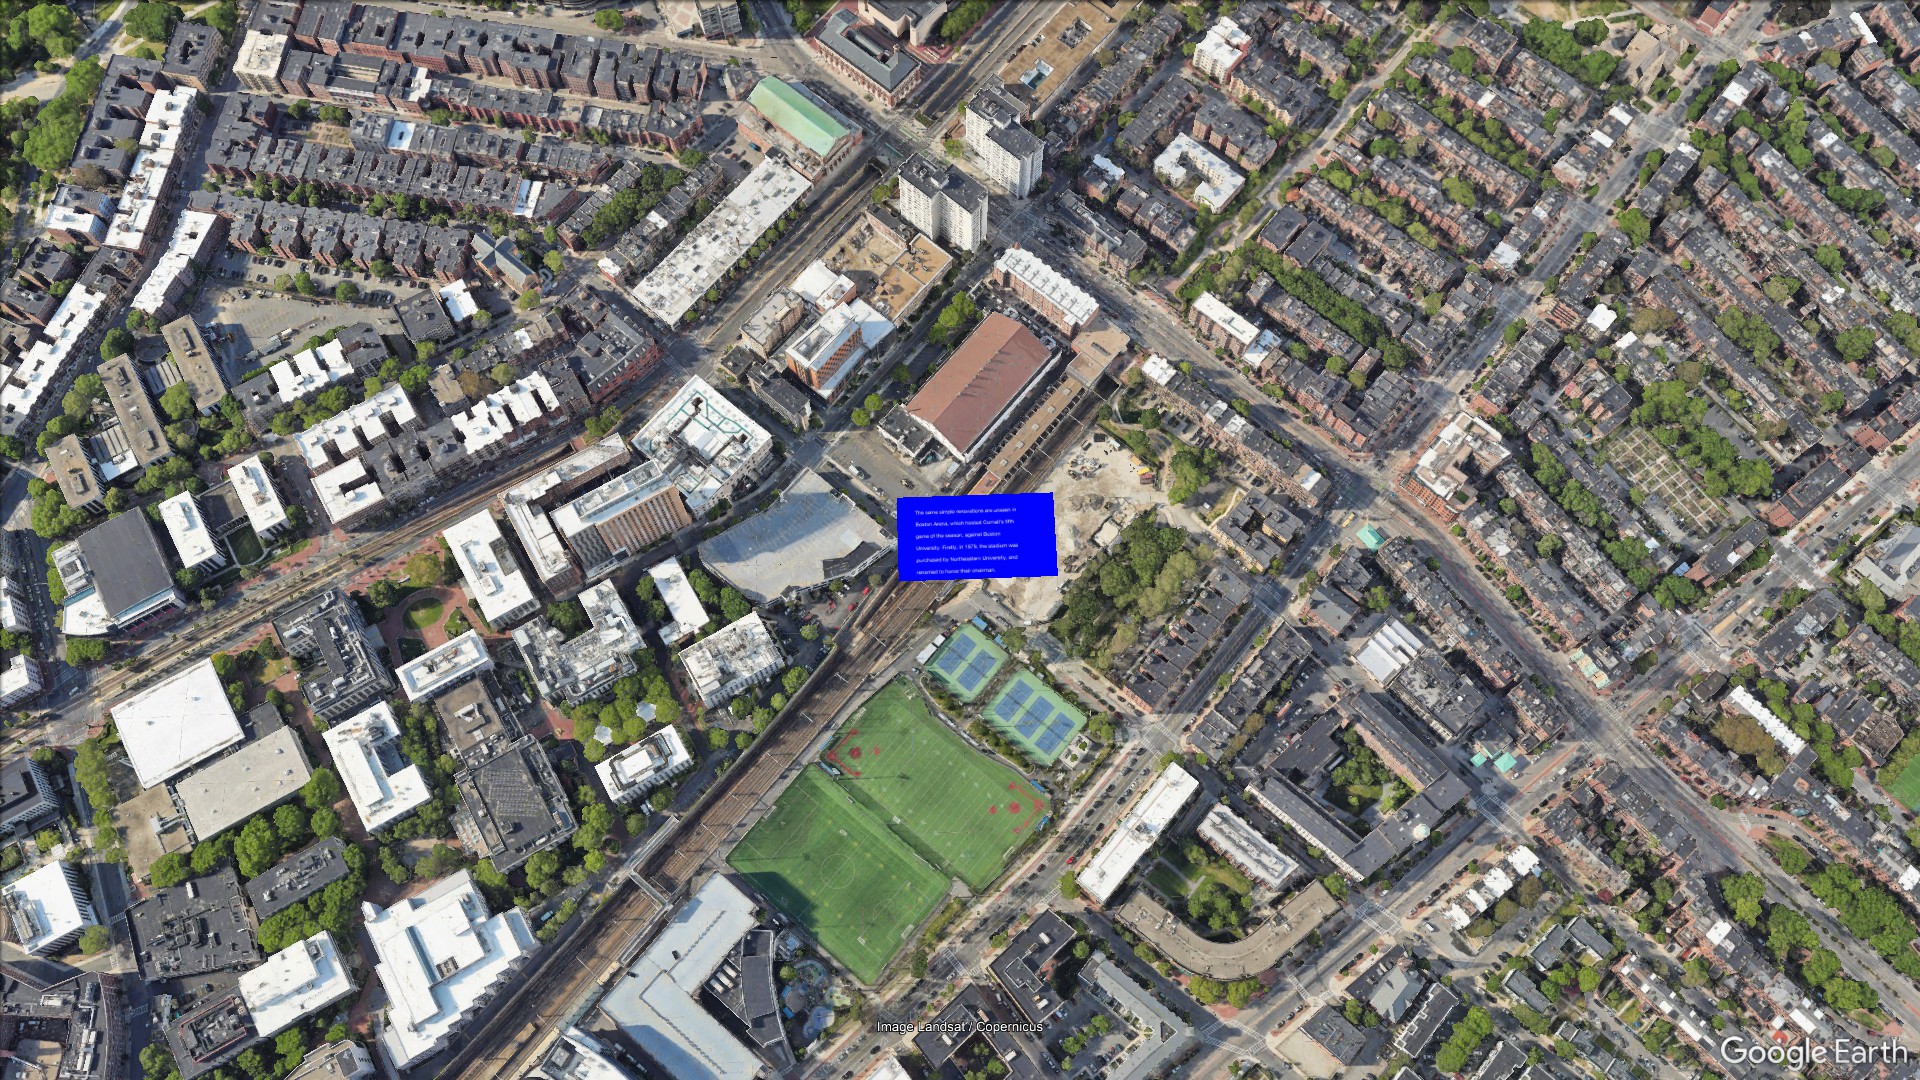 The same simple renovations are unseen in
Boston Arena, which hosted Cornell's fifth
game of the season, against Boston
University. Firstly, in 1979, the stadium was
purchased by Northeastern University, and
renamed to honor their chairman.
Image Landsat / Copernicus
Google Earth